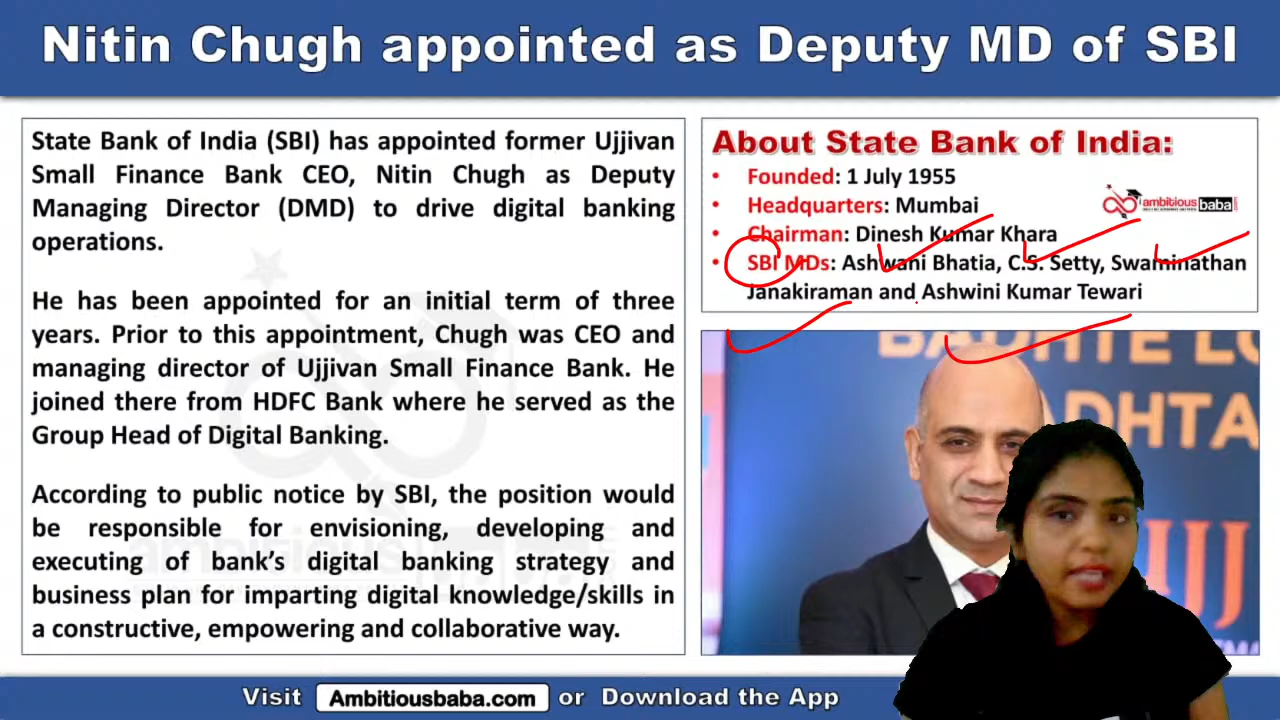 Nitin Chugh appointed as Deputy MD of SBI
State Bank of India (SBI) has appointed former Ujjivan
Small Finance Bank CEO, Nitin Chugh as Deputy
Managing Director (DMD) to drive digital banking
operations.
He has been appointed for an initial term of three
years. Prior to this appointment, Chugh was CEO and
managing director of Ujjivan Small Finance Bank. He
joined there from HDFC Bank where he served as the
Group Head of Digital Banking.
According to public notice by SBI, the position would
be responsible for envisioning, developing and
executing of bank's digital banking strategy and
business plan for imparting digital knowledge/skills in
a constructive, empowering and collaborative way.
About State Bank of India:
• Founded: 1 July 1955
• Headquarters: Mumbai
• Chairman: Dinesh Kumar Khara
• SBI MDs: Ashwani Bhatia, C.S. Setty, Swaminathan
Janakiraman and Ashwini Kumar Tewari
ambitious baba
BADHTE
UJJ
Visit Ambitiousbaba.com or Download the App